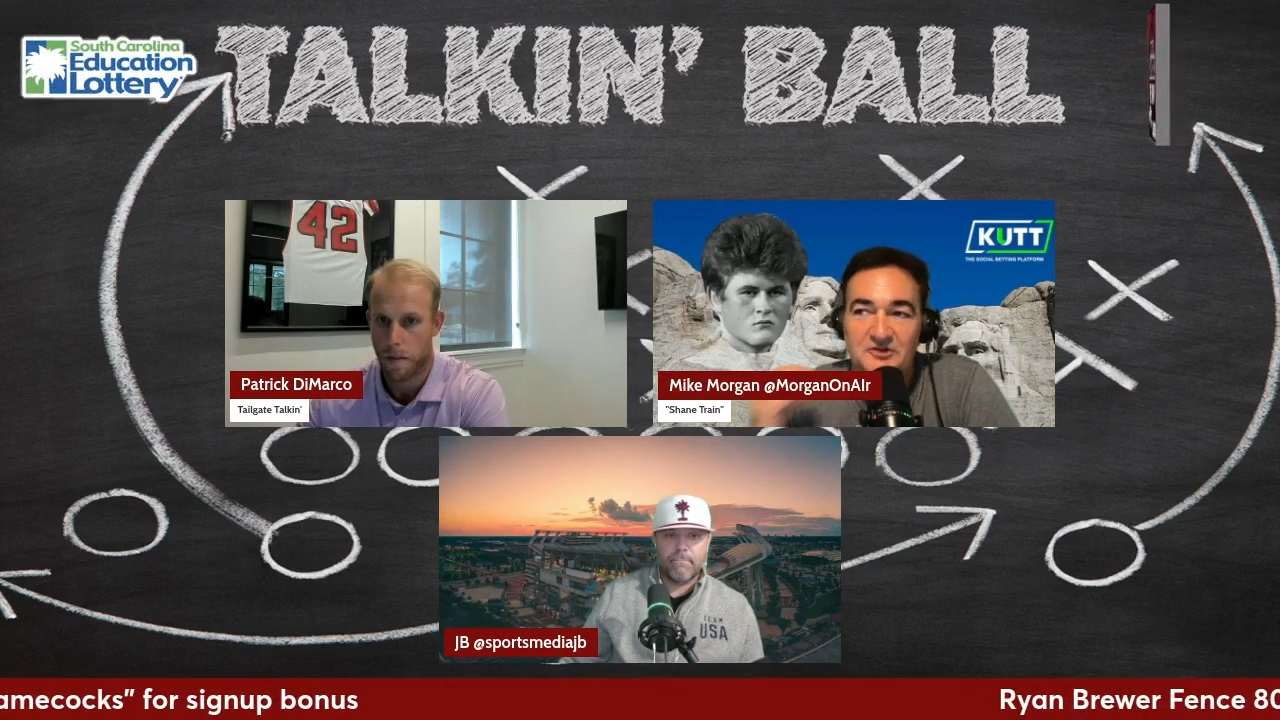 South Carolina
Education
Lottery
TALKIN' BALL
42
KUTT
THE SOCIAL BETTING PLATFORM
Patrick DiMarco
Tailgate Talkin'
Mike Morgan @MorganOnAIr
"Shane Train"
TEAM
USA
JB @sportsmediajb
amecocks" for signup bonus
Ryan Brewer Fence 80